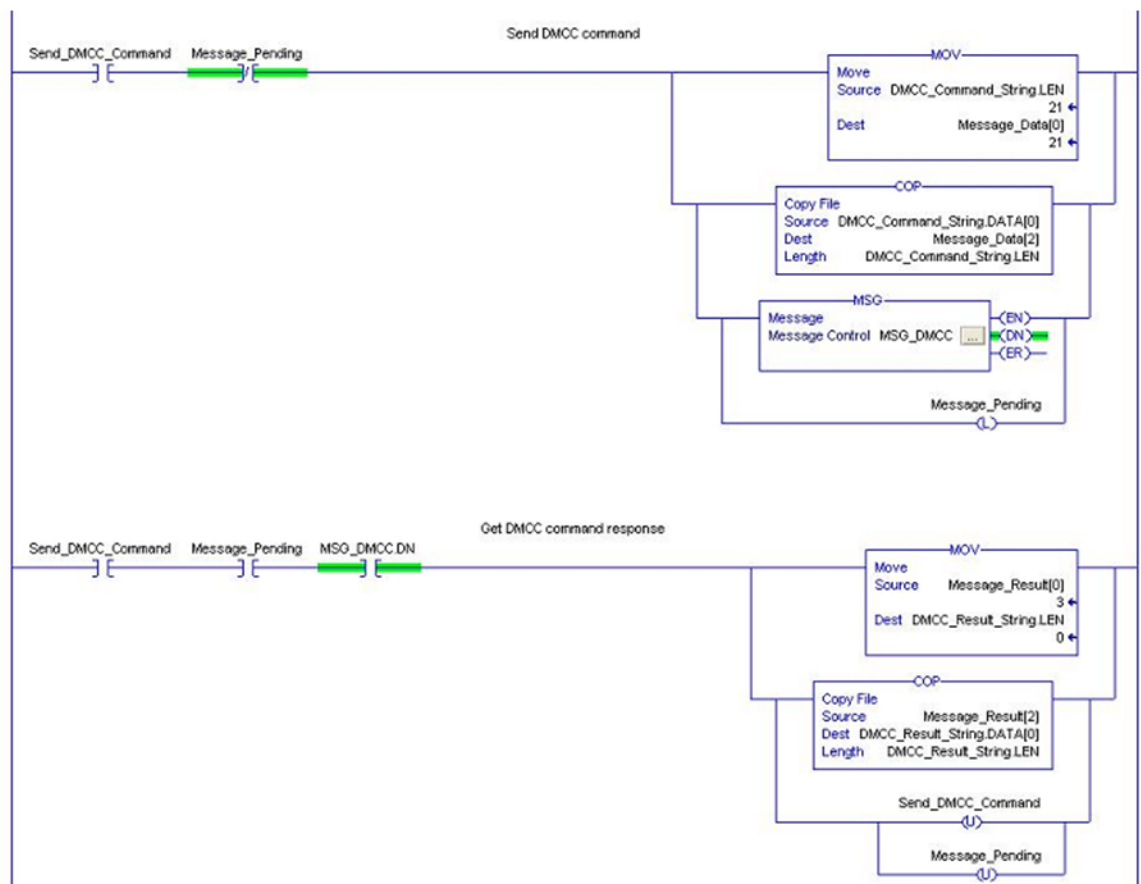 Send DMCC command
Send_DMCC_Command Message_Pending
MOV
Move
Source DMCC_Command_String.LEN
21
Dest Message_Data[0]
21
COP
Copy File
Source DMCC_Command_String.DATA[0]
Dest Message_Data[2]
Length DMCC_Command_String.LEN
MSG
Message
Message Control MSG_DMCC ...
EN
DN
ER
Message_Pending
L
Get DMCC command response
Send_DMCC_Command Message_Pending MSG_DMCC.DN
MOV
Move
Source Message_Result[0]
3
Dest DMCC_Result_String.LEN
0
COP
Copy File
Source Message_Result[2]
Dest DMCC_Result_String.DATA[0]
Length DMCC_Result_String.LEN
Send_DMCC_Command
U
Message_Pending
U